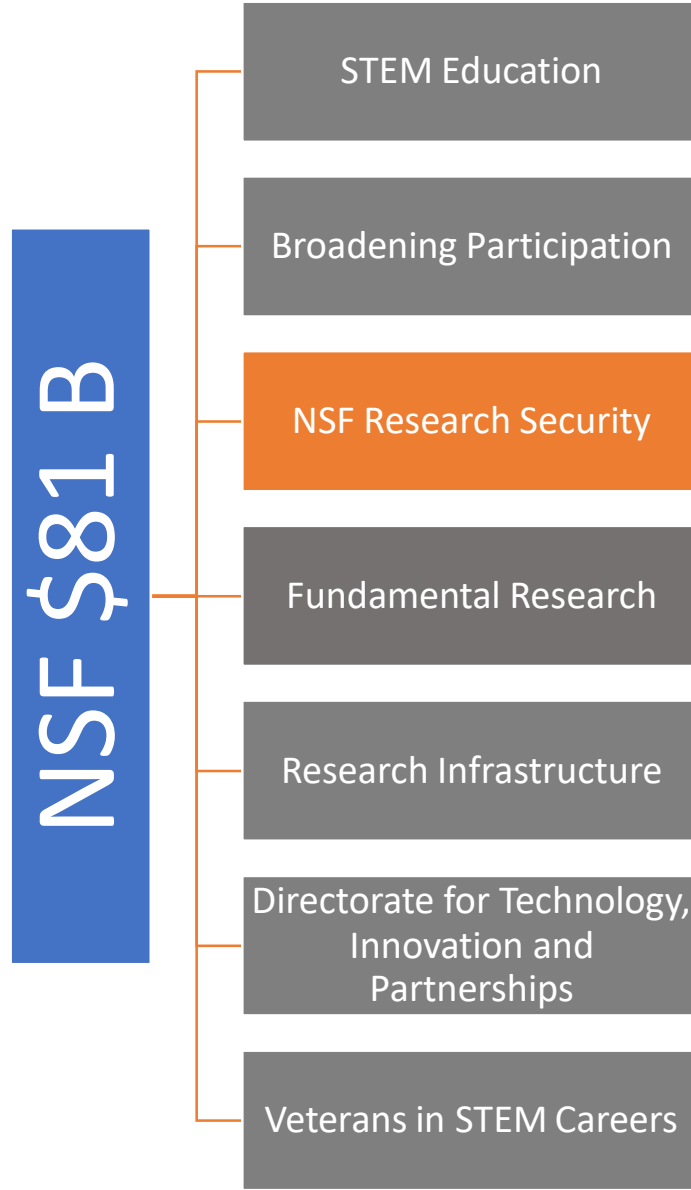 NSF $81 B
STEM Education
Broadening Participation
NSF Research Security
Fundamental Research
Research Infrastructure
Directorate for Technology,
Innovation and
Partnerships
Veterans in STEM Careers